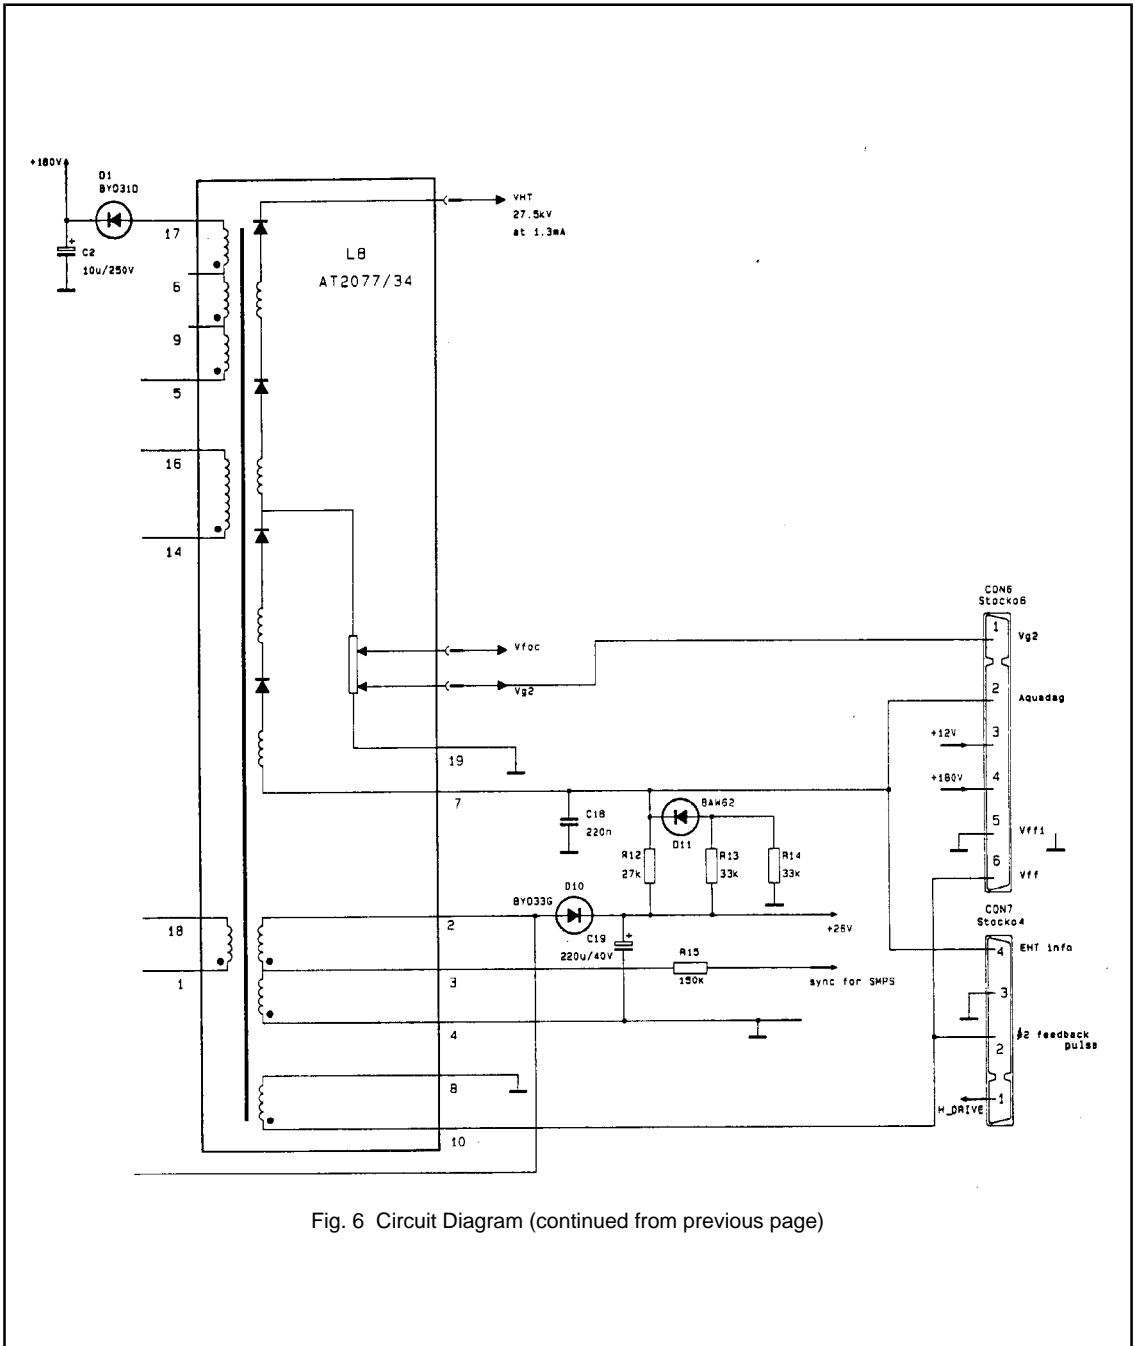 +180V
D1
BYD31D
17
+
C2
10u/250V
6
9
5
16
14
L8
AT2077/34
VHT
27.5kV
at 1.3mA
Vfoc
Vg2
19
7
C18
220n
BAW62
D11
R12
27k
R13
33k
R14
33k
D10
BY033G
18
1
2
+
C19
220u/40V
+26V
R15
150K
sync for SMPS
3
4
8
10
CON6
Stocko6
1
Vg2
2
Aquadag
+12V
3
+180V
4
5
Vffi
6
Vff
CON7
Stocko4
4
EHT info
3
2
ϕ2 feedback
pulse
1
H_DRIVE
Fig. 6 Circuit Diagram (continued from previous page)